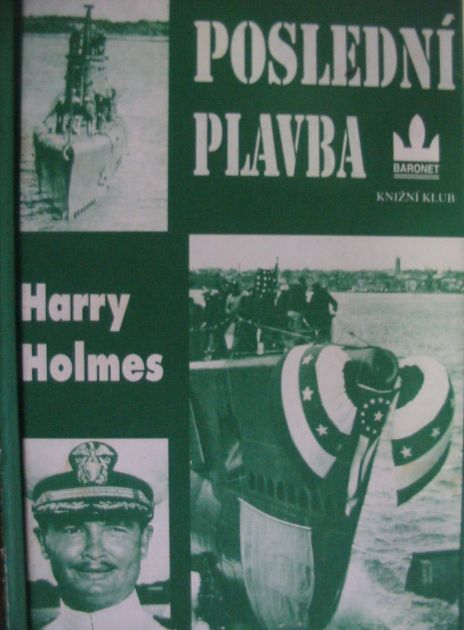 POSLEDNÍ
PLAVBA
BARONET
KNIŽNÍ KLUB
Harry
Holmes